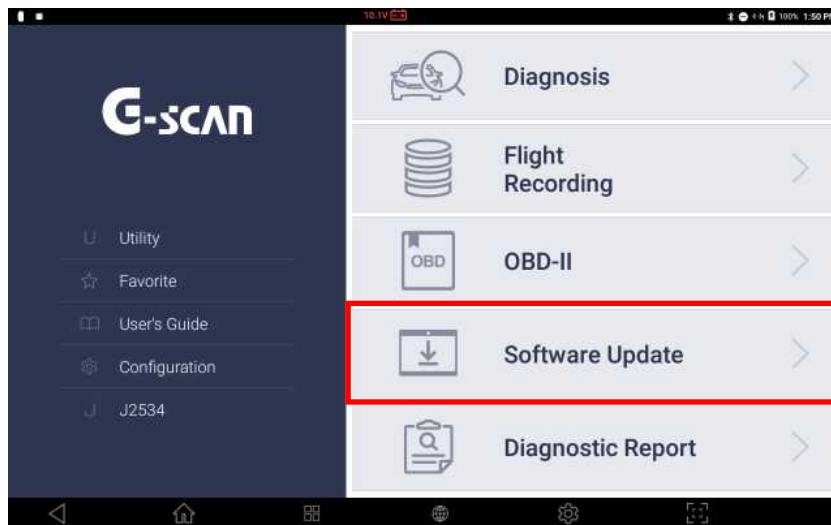 10.1V
100% 1:50 PM
G-scan
Utility
Favorite
User's Guide
Configuration
J J2534
Diagnosis
Flight
Recording
OBD
OBD-II
Software Update
Diagnostic Report